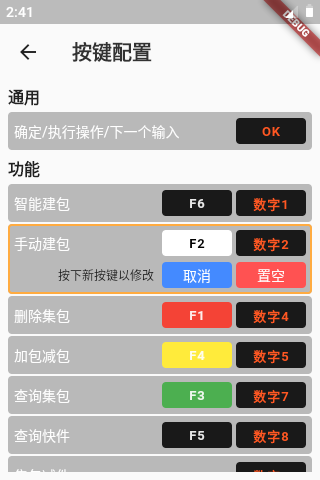 2:41
DEBUG
按键配置
通用
确定/执行操作/下一个输入 OK
功能
智能建包 F6 数字1
手动建包 F2 数字2
按下新按键以修改 取消 置空
删除集包 F1 数字4
加包减包 F4 数字5
查询集包 F3 数字7
查询快件 F5 数字8